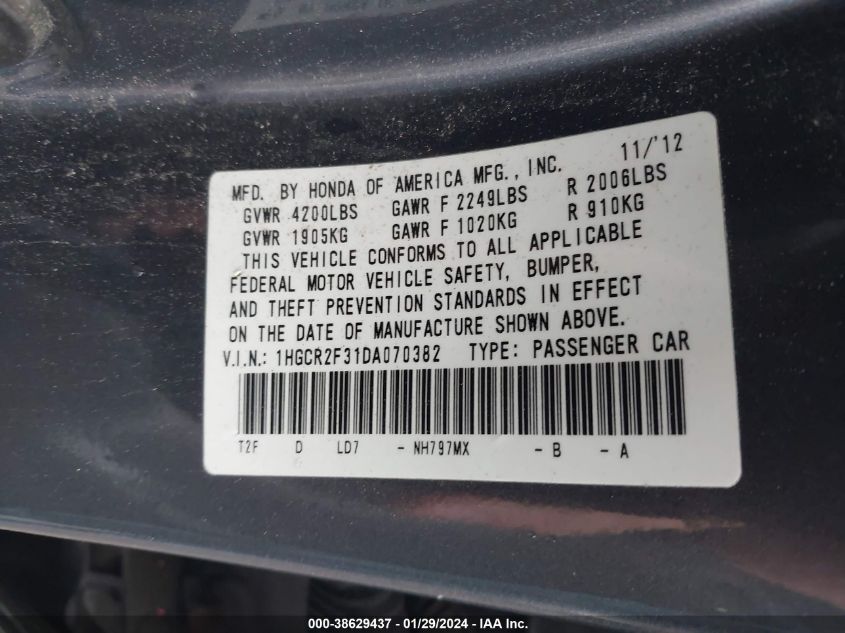 MFD. BY HONDA OF AMERICA MFG., INC. 11/'12
GVWR 4200LBS GAWR F 2249LBS R 2006LBS
GVWR 1905KG GAWR F 1020KG R 910KG
THIS VEHICLE CONFORMS TO ALL APPLICABLE
FEDERAL MOTOR VEHICLE SAFETY, BUMPER,
AND THEFT PREVENTION STANDARDS IN EFFECT
ON THE DATE OF MANUFACTURE SHOWN ABOVE.
V.I.N.: 1HGCR2F31DA070382 TYPE: PASSENGER CAR
T2F D LD7 - NH797MX - B - A
000-38629437 - 01/29/2024 - IAA Inc.